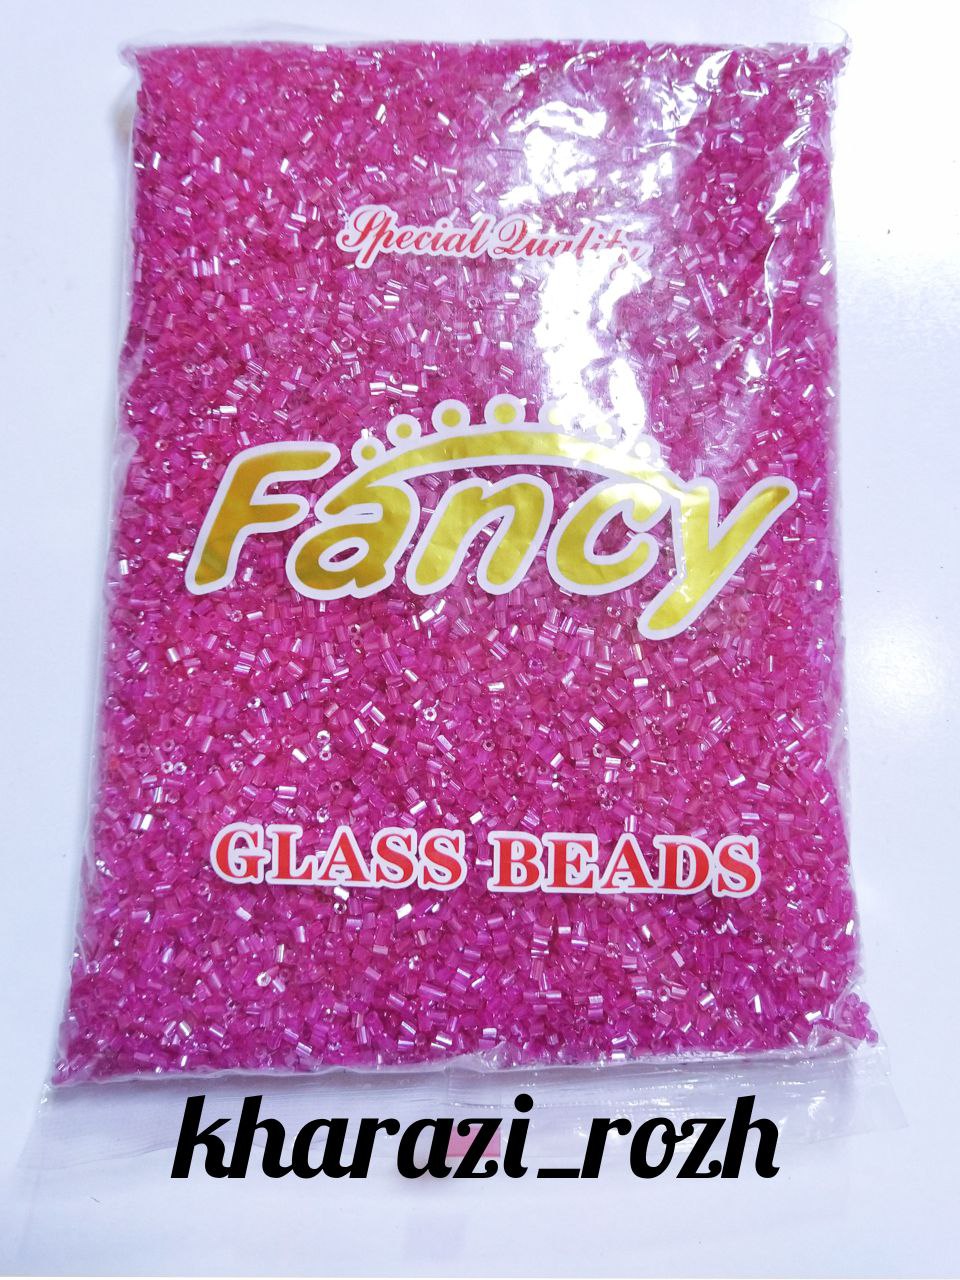 Special Quality
Fancy
GLASS BEADS
kharazi_rozh